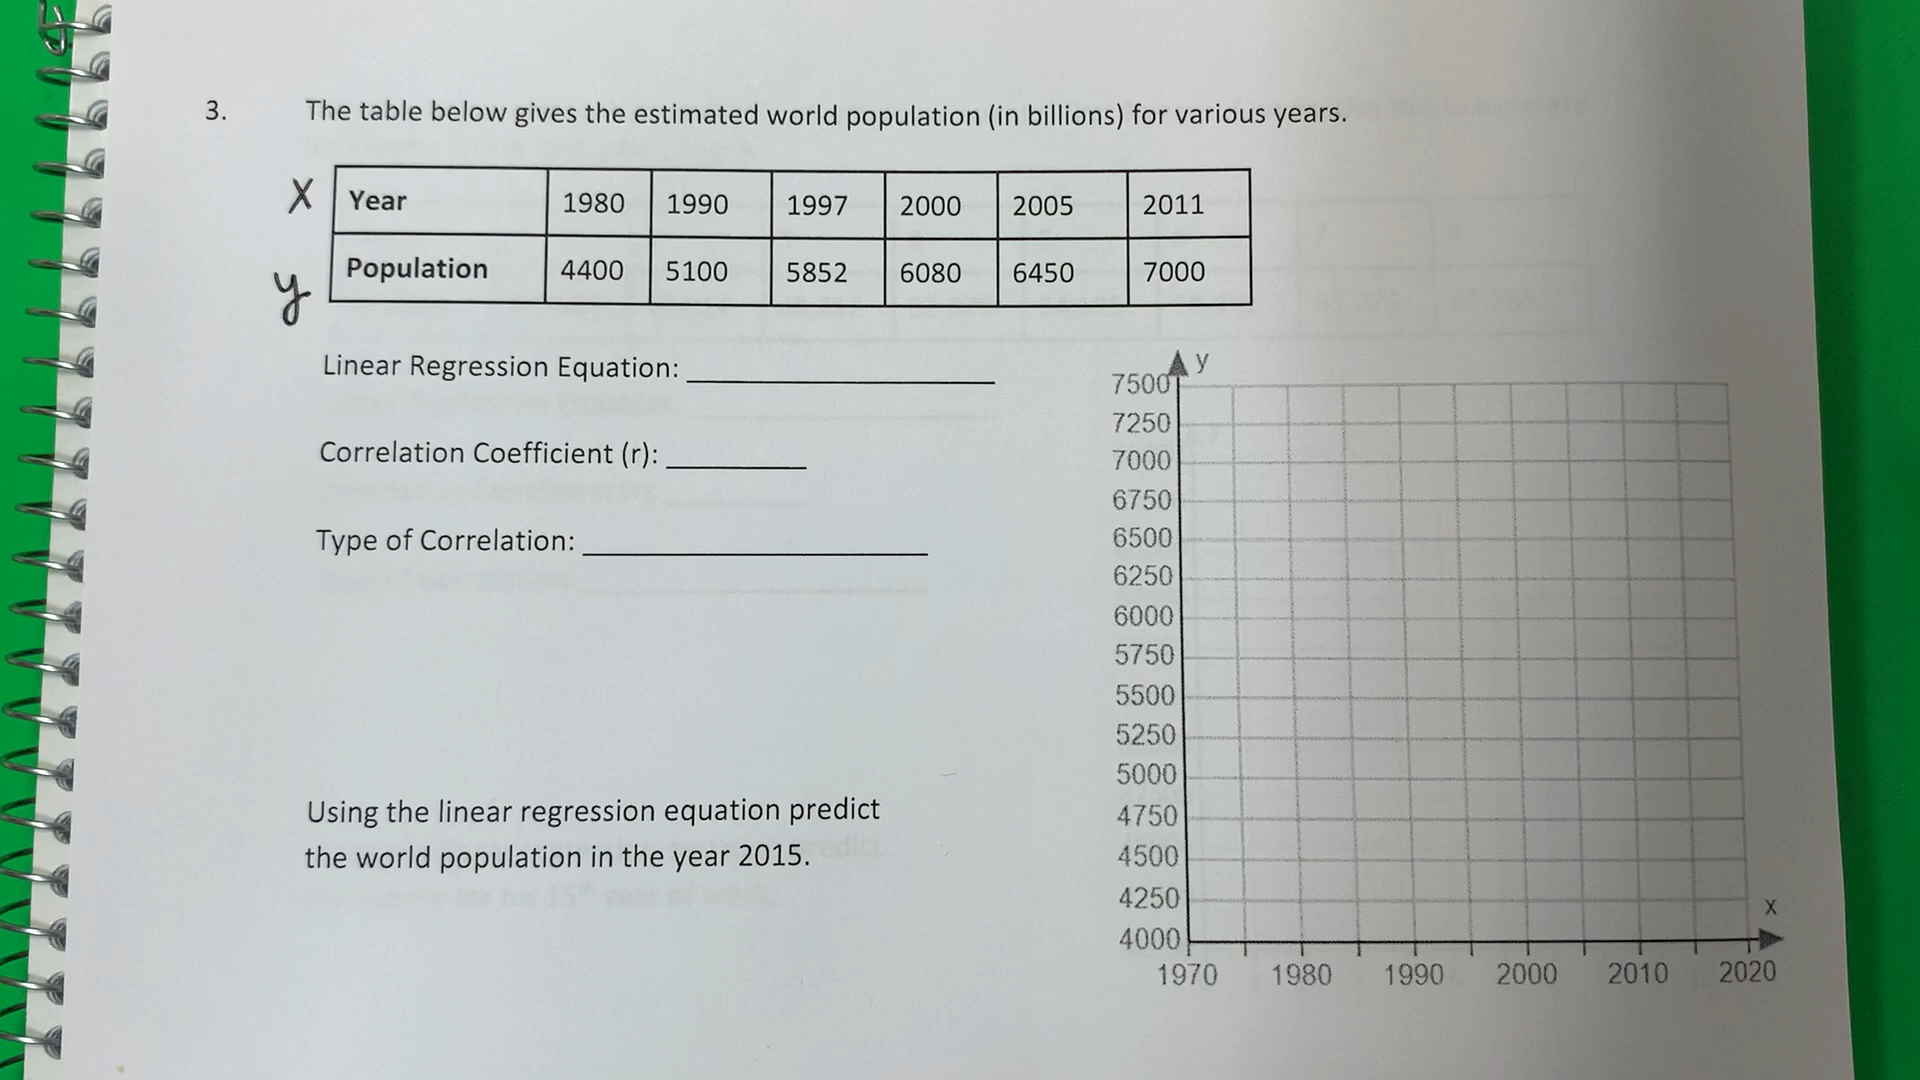 3. The table below gives the estimated world population (in billions) for various years.
X Year 1980 1990 1997 2000 2005 2011
y Population 4400 5100 5852 6080 6450 7000
Linear Regression Equation:
Correlation Coefficient (r):
Type of Correlation:
Using the linear regression equation predict
the world population in the year 2015.
y
7500
7250
7000
6750
6500
6250
6000
5750
5500
5250
5000
4750
4500
4250
4000
x
1970 1980 1990 2000 2010 2020